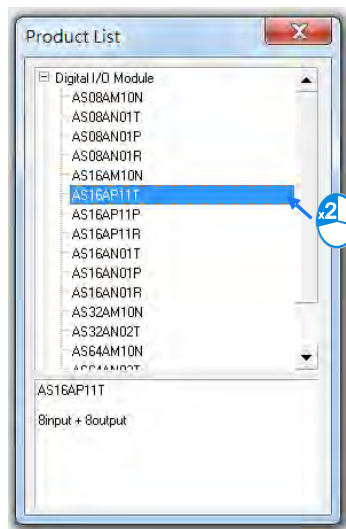 Product List
Digital I/O Module
AS08AM10N
AS08AN01T
AS08AN01P
AS08AN01R
AS16AM10N
AS16AP11T
AS16AP11P
AS16AP11R
AS16AN01T
AS16AN01P
AS16AN01R
AS32AM10N
AS32AN02T
AS64AM10N
AS64AN02T
x2
AS16AP11T
8input + 8output